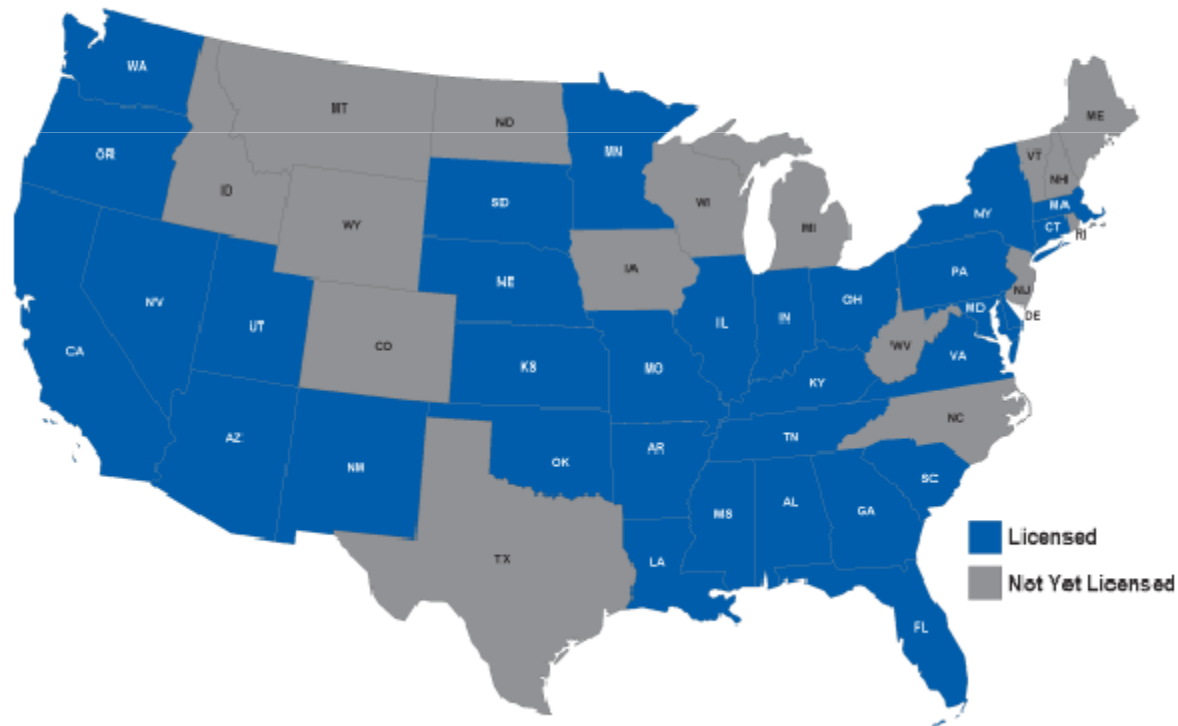 WA
MT
ND
MN
ME
OR
ID
WY
SD
WI
MI
VT
NH
NY
MA
CT
RI
NV
UT
CO
NE
IA
IL
IN
OH
PA
NJ
MD
DE
CA
KS
MO
KY
WV
VA
AZ
NM
OK
AR
TN
NC
SC
MS
AL
GA
TX
LA
FL
Licensed
Not Yet Licensed